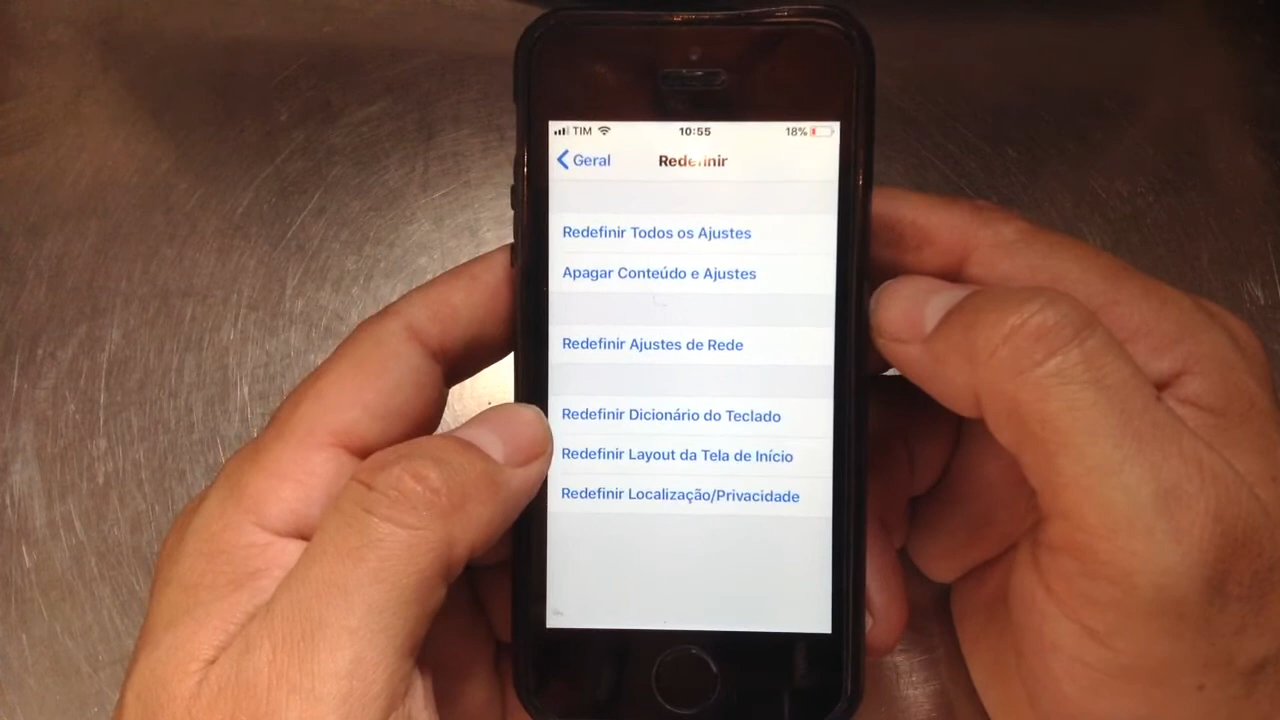 TIM 10:55 18%
Geral Redefinir
Redefinir Todos os Ajustes
Apagar Conteúdo e Ajustes
Redefinir Ajustes de Rede
Redefinir Dicionário do Teclado
Redefinir Layout da Tela de Início
Redefinir Localização/Privacidade